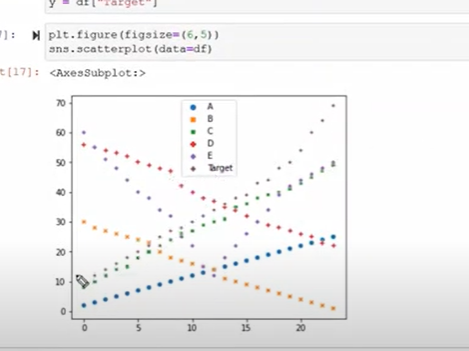 y = df["Target"]
plt.figure(figsize=(6,5))
sns.scatterplot(data=df)
t[17]: <AxesSubplot:>
70
60
50
40
30
20
10
0
A
B
C
D
E
Target
0 5 10 15 20